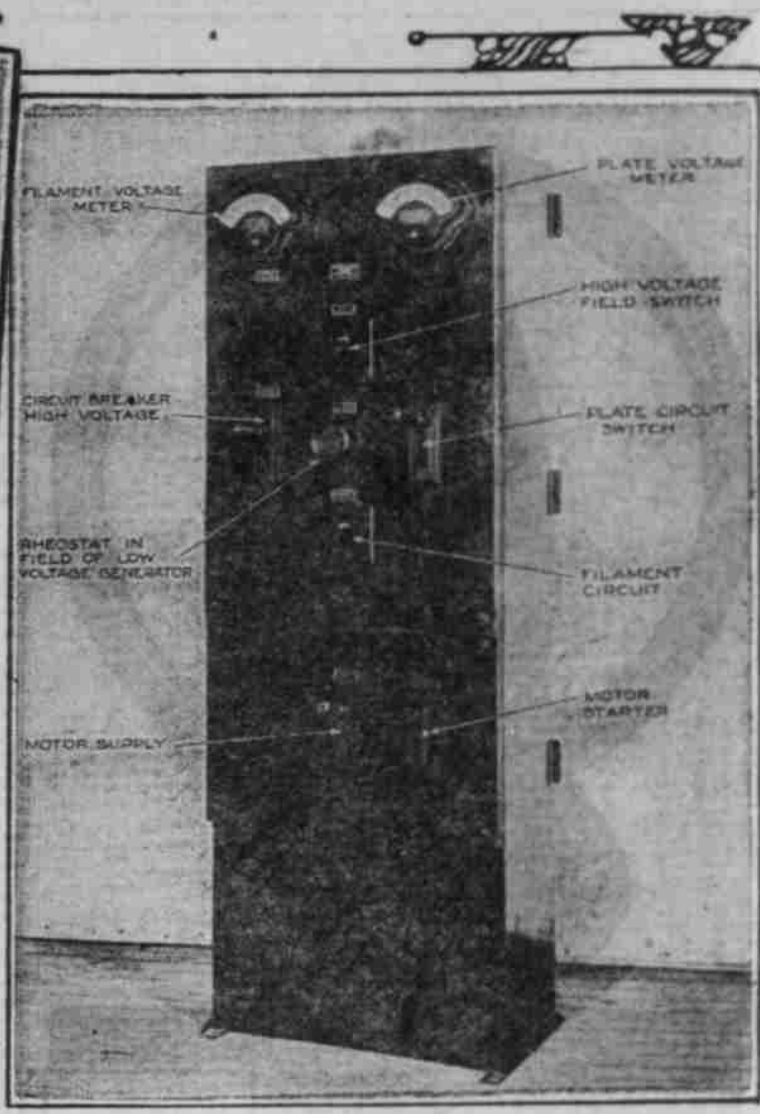 FILAMENT VOLTAGE
METER
PLATE VOLTAGE
METER
HIGH VOLTAGE
FIELD SWITCH
CIRCUIT BREAKER
HIGH VOLTAGE
PLATE CIRCUIT
SWITCH
RHEOSTAT IN
FIELD OF LOW
VOLTAGE GENERATOR
FILAMENT
CIRCUIT
MOTOR
STARTER
MOTOR SUPPLY